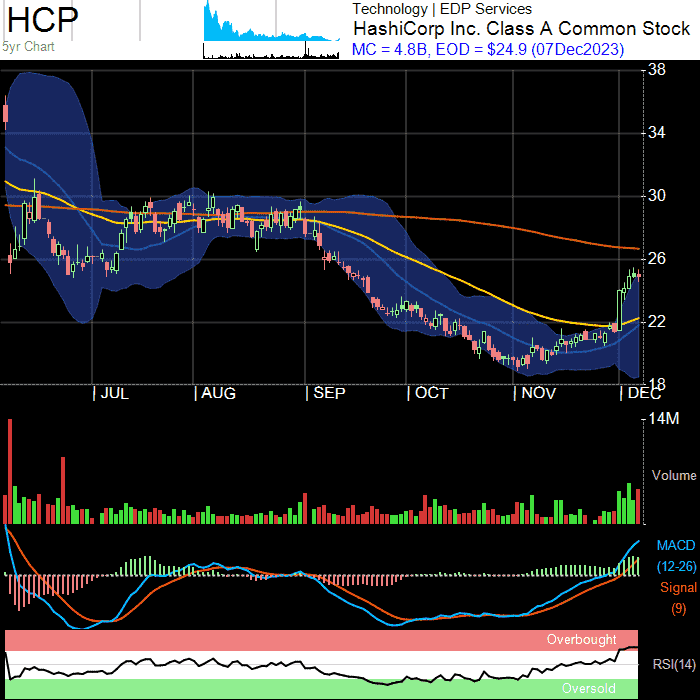 HCP
5yr Chart
Technology | EDP Services
HashiCorp Inc. Class A Common Stock
MC = 4.8B, EOD = $24.9 (07Dec2023)
38
34
30
26
22
18
| JUL | AUG | SEP | OCT | NOV | DEC
14M
Volume
MACD
(12-26)
Signal
(9)
Overbought
RSI(14)
Oversold